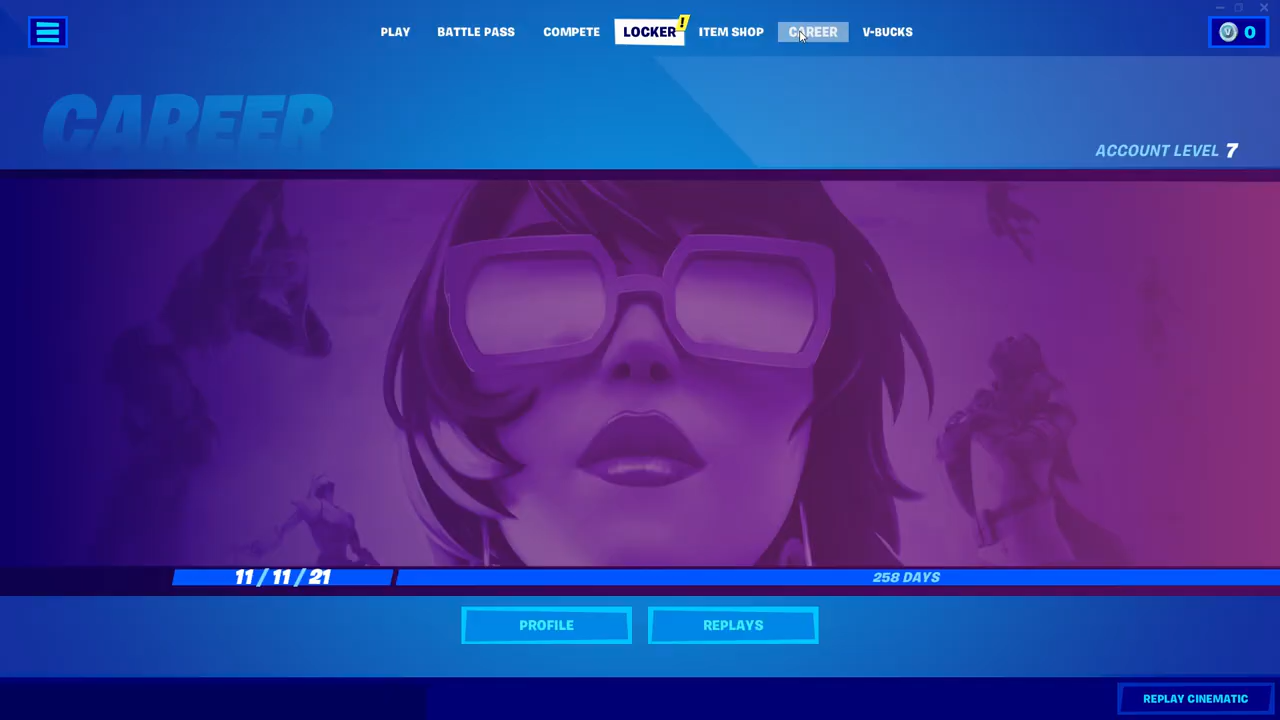 PLAY
BATTLE PASS
COMPETE
LOCKER
!
ITEM SHOP
CAREER
V-BUCKS
V
0
CAREER
ACCOUNT LEVEL 7
11 / 11 / 21
258 DAYS
PROFILE
REPLAYS
REPLAY CINEMATIC